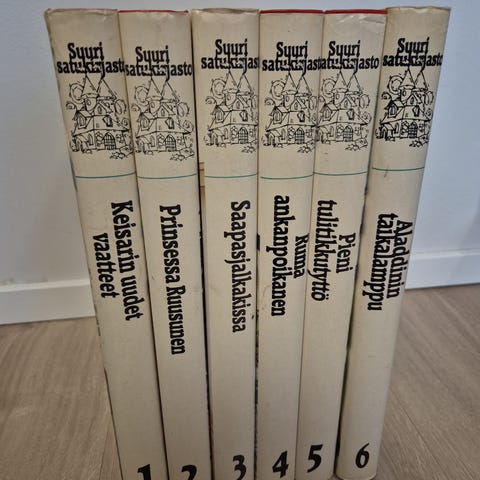 Suuri
satukirjasto
Keisarin uudet
vaatteet
1
Suuri
satukirjasto
Prinsessa Ruusunen
2
Suuri
satukirjasto
Saapasjalkakissa
3
Suuri
satukirjasto
Ruma
ankanpoikanen
4
Suuri
satukirjasto
Pieni
tulitikkutyttö
5
Suuri
satukirjasto
Aladdinin
taikalamppu
6